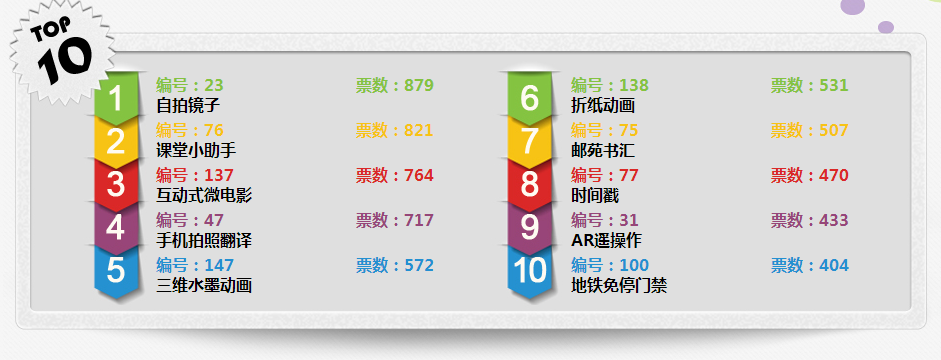 TOP
10
1
编号：23 票数：879
自拍镜子
2
编号：76 票数：821
课堂小助手
3
编号：137 票数：764
互动式微电影
4
编号：47 票数：717
手机拍照翻译
5
编号：147 票数：572
三维水墨动画
6
编号：138 票数：531
折纸动画
7
编号：75 票数：507
邮苑书汇
8
编号：77 票数：470
时间戳
9
编号：31 票数：433
AR遥操作
10
编号：100 票数：404
地铁免停门禁